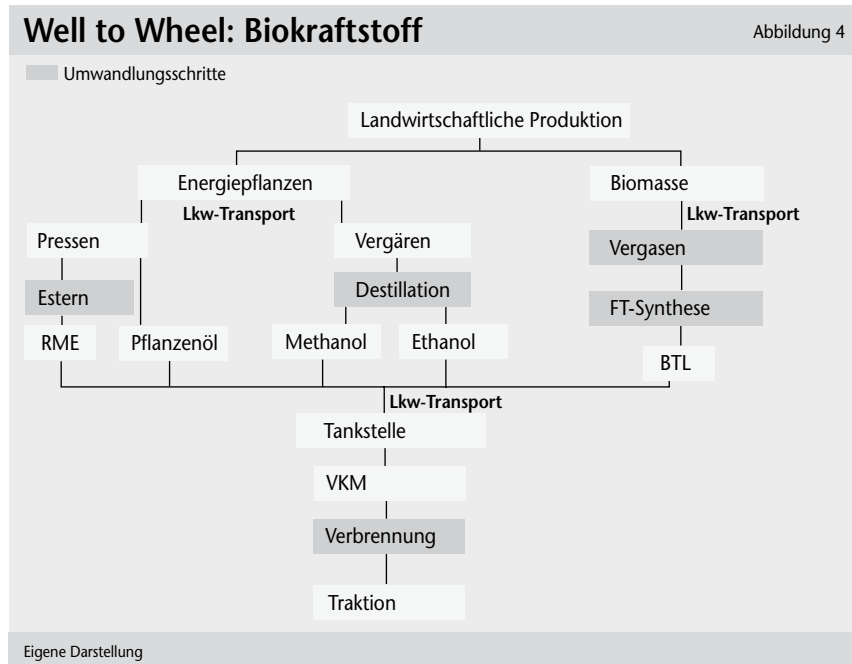 Well to Wheel: Biokraftstoff
Abbildung 4
Umwandlungsschritte
Landwirtschaftliche Produktion
Energiepflanzen
Biomasse
Lkw-Transport
Lkw-Transport
Pressen
Vergären
Vergasen
Estern
Destillation
FT-Synthese
RME
Pflanzenöl
Methanol
Ethanol
BTL
Lkw-Transport
Tankstelle
VKM
Verbrennung
Traktion
Eigene Darstellung